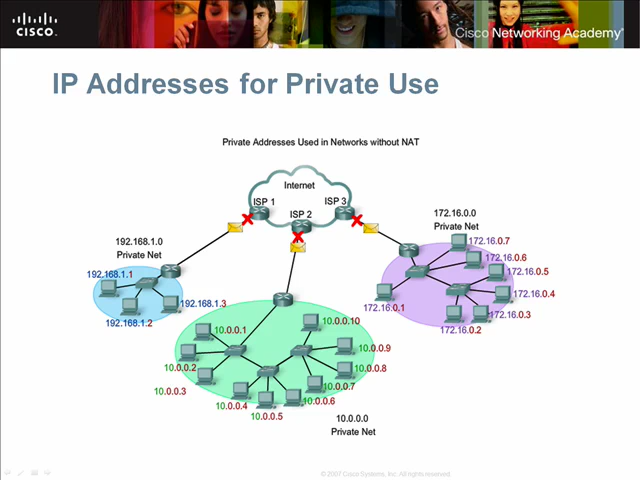 CISCO.
Cisco Networking Academy®
IP Addresses for Private Use
Private Addresses Used in Networks without NAT
Internet
ISP 1
ISP 2
ISP 3
192.168.1.0
Private Net
192.168.1.1
192.168.1.2
192.168.1.3
172.16.0.0
Private Net
172.16.0.7
172.16.0.6
172.16.0.5
172.16.0.4
172.16.0.3
172.16.0.2
172.16.0.1
10.0.0.1
10.0.0.2
10.0.0.3
10.0.0.4
10.0.0.5
10.0.0.6
10.0.0.7
10.0.0.8
10.0.0.9
10.0.0.10
10.0.0.0
Private Net
© 2007 Cisco Systems, Inc. All rights reserved.